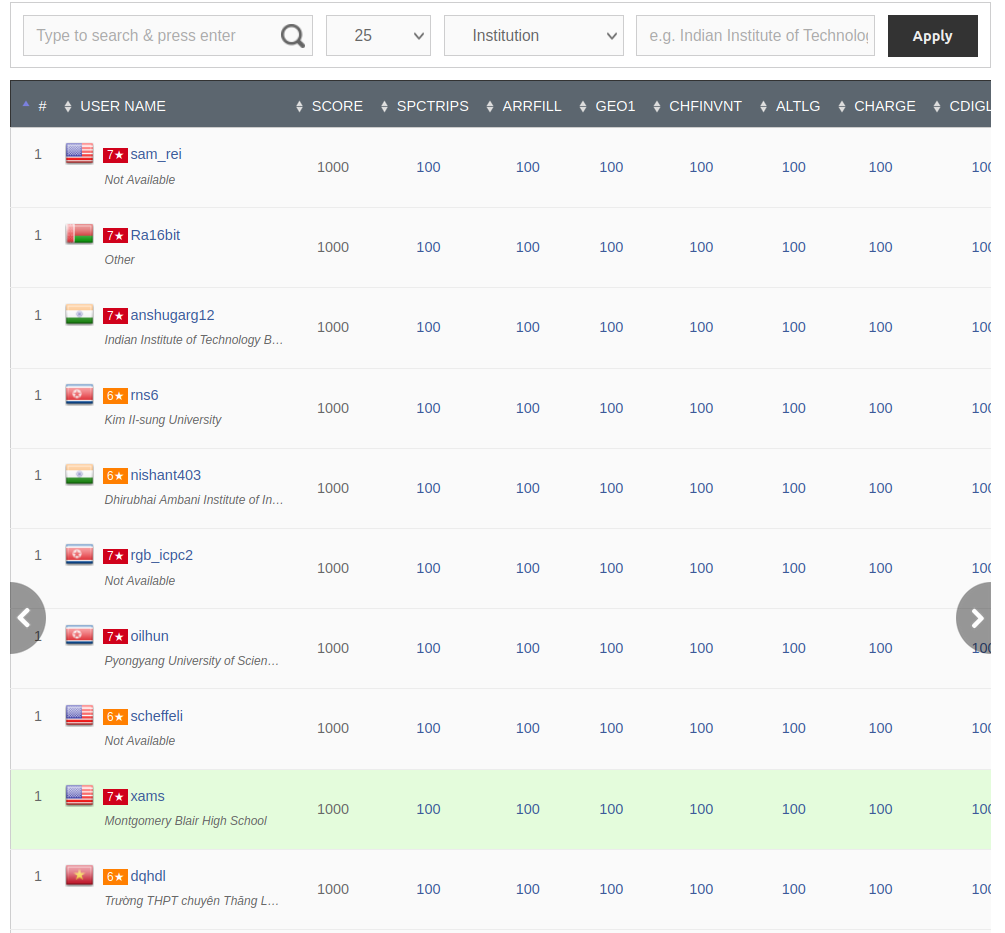 Type to search & press enter 25 Institution e.g. Indian Institute of Technolo Apply
# USER NAME SCORE SPCTRIPS ARRFILL GEO1 CHFINVNT ALTLG CHARGE CDIGL
1 7★ sam_rei 1000 100 100 100 100 100 100 100
Not Available
1 7★ Ra16bit 1000 100 100 100 100 100 100 100
Other
1 7★ anshugarg12 1000 100 100 100 100 100 100 100
Indian Institute of Technology B…
1 6★ rns6 1000 100 100 100 100 100 100 100
Kim Il-sung University
1 6★ nishant403 1000 100 100 100 100 100 100 100
Dhirubhai Ambani Institute of In…
1 7★ rgb_icpc2 1000 100 100 100 100 100 100 100
Not Available
1 7★ oilhun 1000 100 100 100 100 100 100 100
Pyongyang University of Scien…
1 6★ scheffeli 1000 100 100 100 100 100 100 100
Not Available
1 7★ xams 1000 100 100 100 100 100 100 100
Montgomery Blair High School
1 6★ dqhdl 1000 100 100 100 100 100 100 100
Trường THPT chuyên Thăng L…